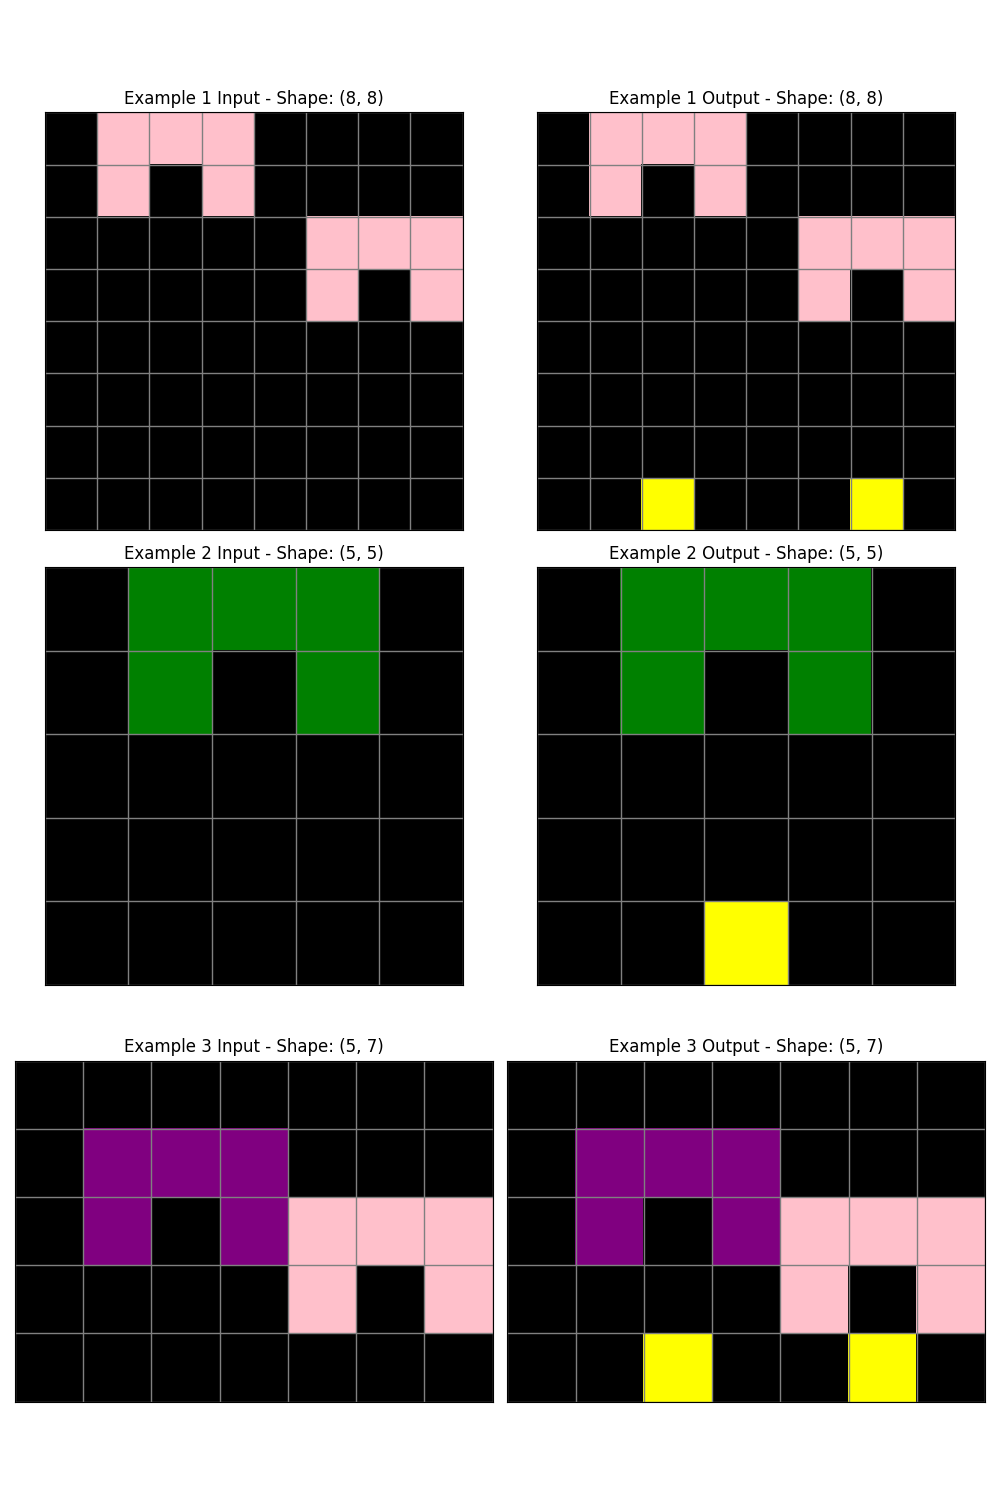 Example 1 Input - Shape: (8, 8)
Example 1 Output - Shape: (8, 8)
Example 2 Input - Shape: (5, 5)
Example 2 Output - Shape: (5, 5)
Example 3 Input - Shape: (5, 7)
Example 3 Output - Shape: (5, 7)